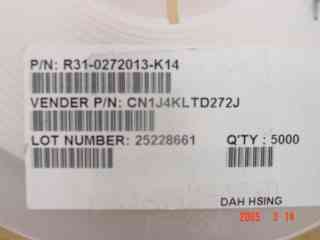 P/N: R31-0272013-K14
VENDER P/N: CN1J4KLTD272J
LOT NUMBER: 25228661 Q'TY : 5000
DAH HSING
2005 3 14